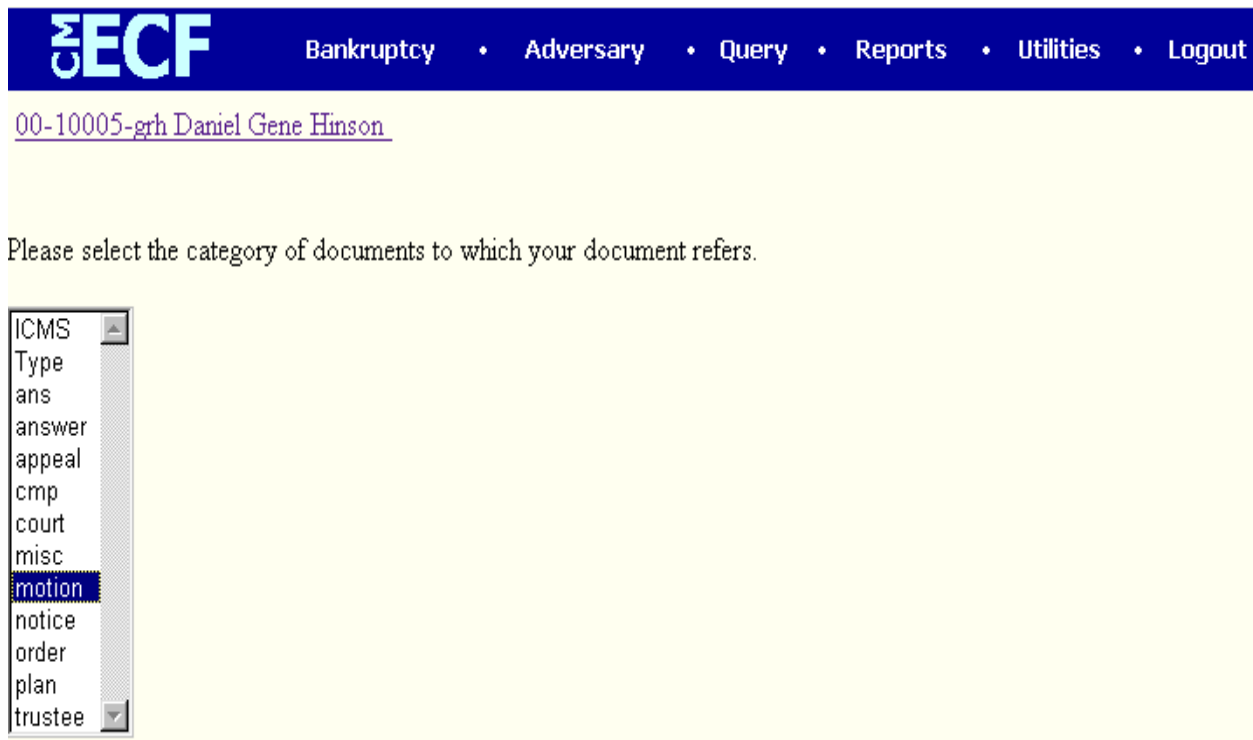 CM ECF Bankruptcy • Adversary • Query • Reports • Utilities • Logout
00-10005-grh Daniel Gene Hinson
Please select the category of documents to which your document refers.
ICMS
Type
ans
answer
appeal
cmp
court
misc
motion
notice
order
plan
trustee